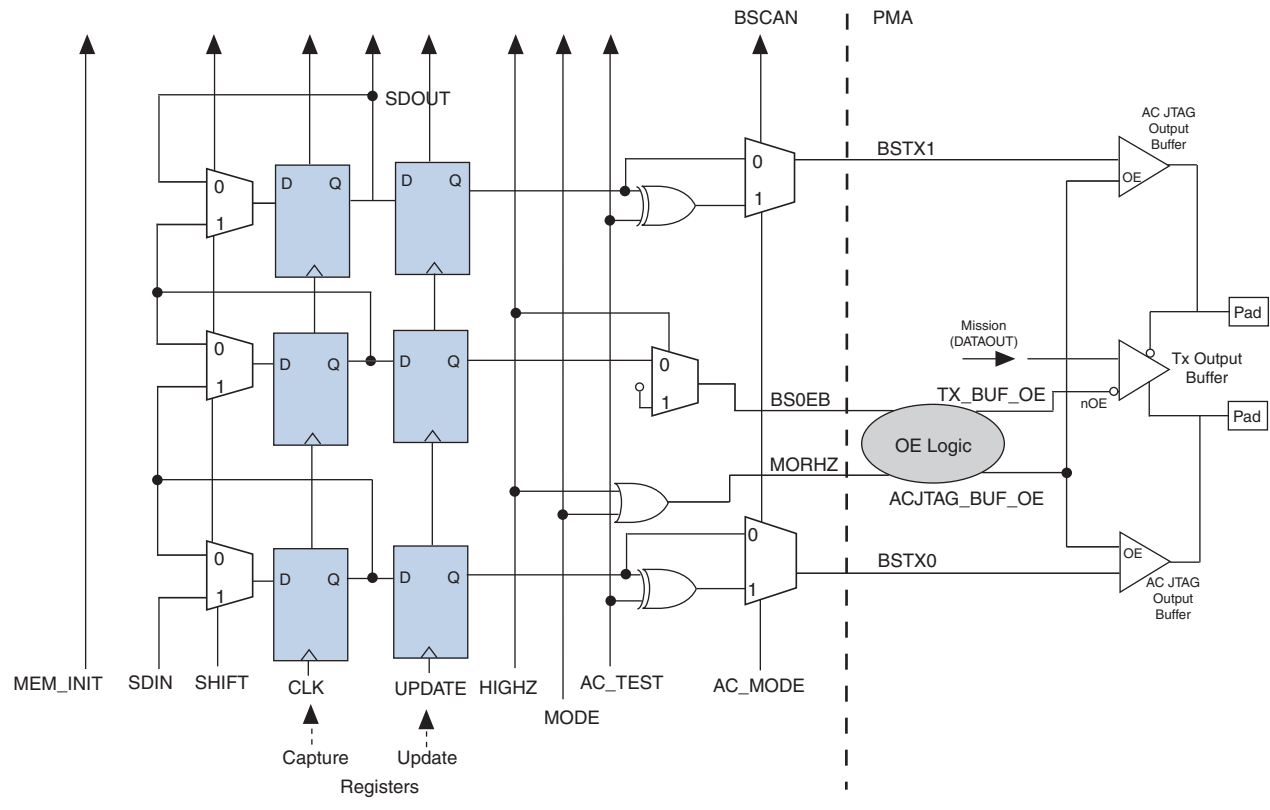 BSCAN
PMA
SDOUT
AC JTAG
Output
Buffer
0
BSTX1
OE
D
Q
D
Q
0
1
1
Pad
Mission
(DATAOUT)
0
0
D
Q
D
Q
Tx Output
Buffer
1
TX_BUF_OE
1
BS0EB
nOE
Pad
OE Logic
MORHZ
ACJTAG_BUF_OE
0
0
OE
BSTX0
D
Q
D
Q
1
1
AC JTAG
Output
Buffer
MEM_INIT
SDIN
SHIFT
CLK
UPDATE
HIGHZ
AC_TEST
AC_MODE
MODE
Capture
Update
Registers